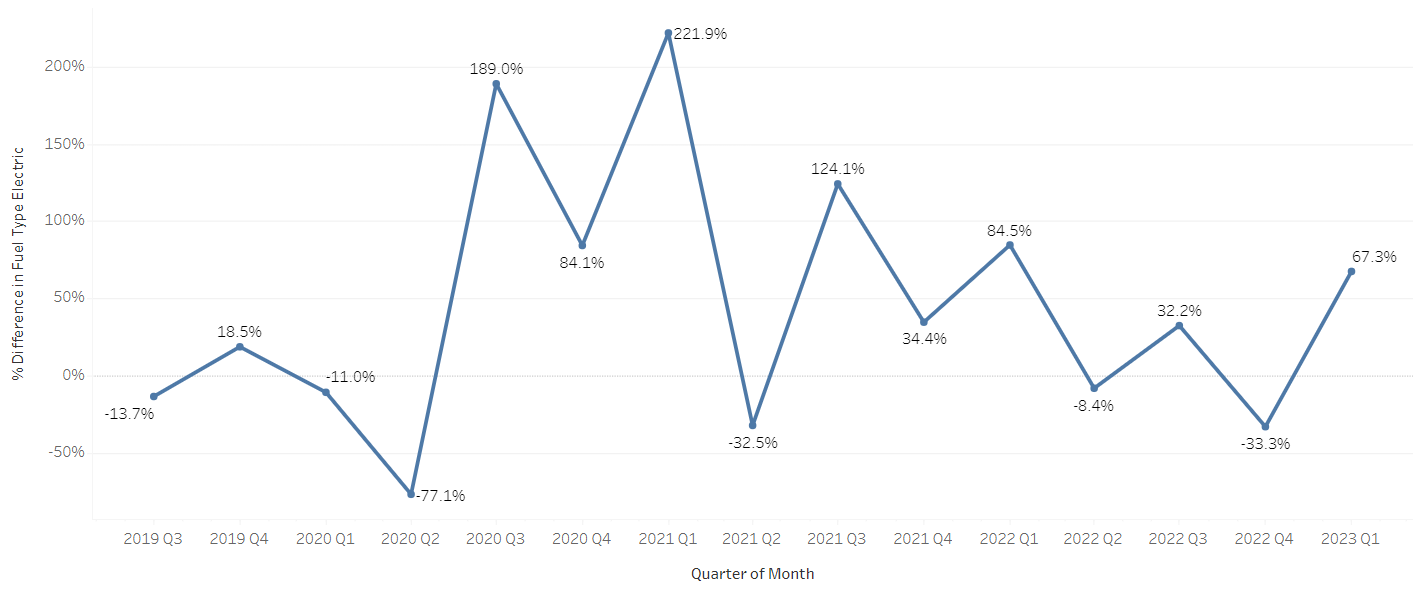 % Difference in Fuel Type Electric
200%
150%
100%
50%
0%
-50%
-13.7%
18.5%
-11.0%
-77.1%
189.0%
84.1%
221.9%
-32.5%
124.1%
34.4%
84.5%
-8.4%
32.2%
-33.3%
67.3%
2019 Q3
2019 Q4
2020 Q1
2020 Q2
2020 Q3
2020 Q4
2021 Q1
2021 Q2
2021 Q3
2021 Q4
2022 Q1
2022 Q2
2022 Q3
2022 Q4
2023 Q1
Quarter of Month